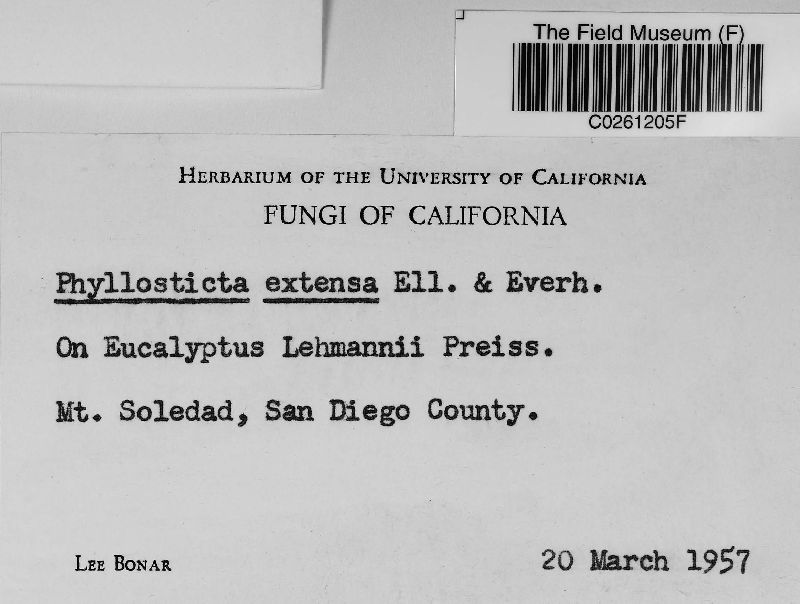 The Field Museum (F)
C0261205F
HERBARIUM OF THE UNIVERSITY OF CALIFORNIA
FUNGI OF CALIFORNIA
Phyllosticta extensa Ell. & Everh.
On Eucalyptus Lehmannii Preiss.
Mt. Soledad, San Diego County.
LEE BONAR
20 March 1957